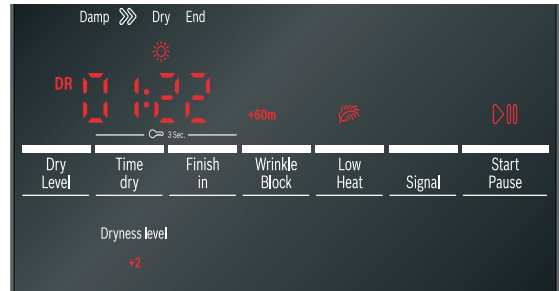 Damp Dry End
DR 01:22
+60m
3 Sec.
Dry Level
Time dry
Finish in
Wrinkle Block
Low Heat
Signal
Start Pause
Dryness level
+2